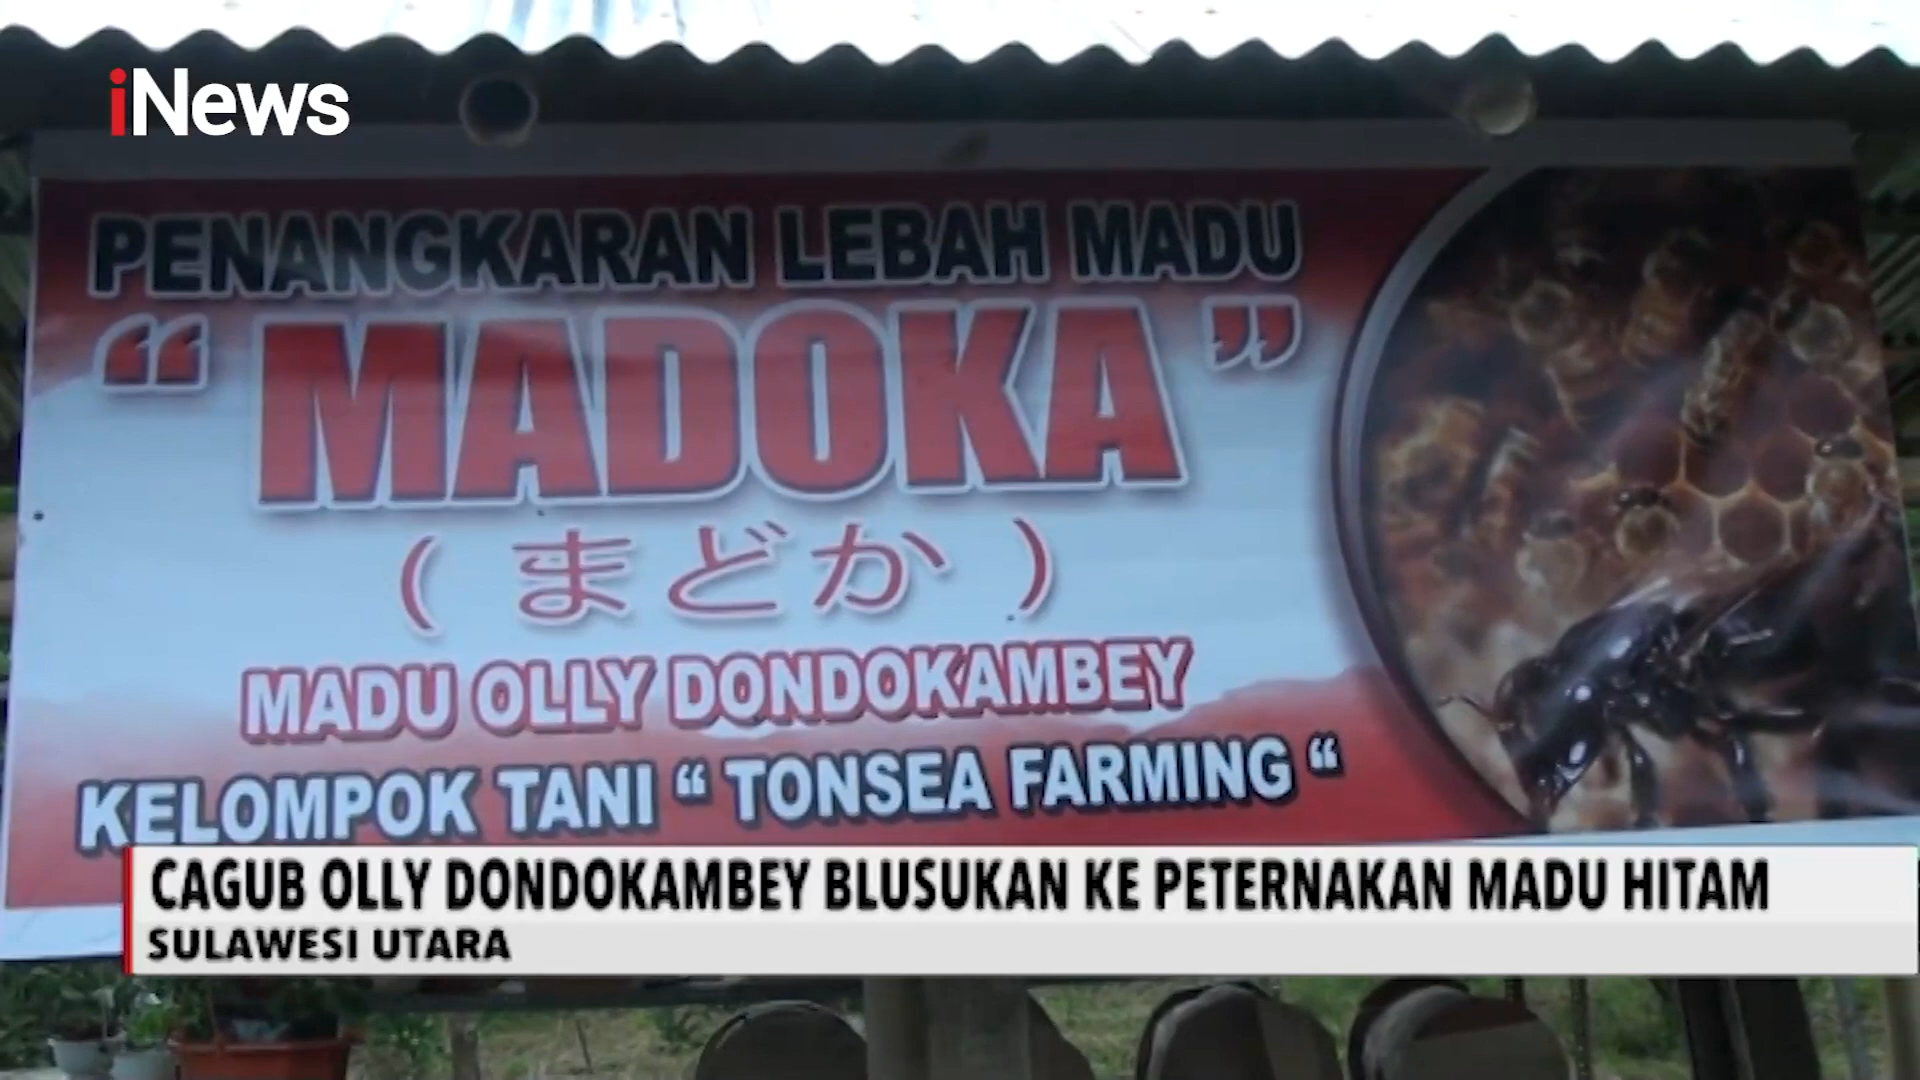 iNews
PENANGKARAN LEBAH MADU
“ MADOKA ”
( まどか )
MADU OLLY DONDOKAMBEY
KELOMPOK TANI “ TONSEA FARMING “
CAGUB OLLY DONDOKAMBEY BLUSUKAN KE PETERNAKAN MADU HITAM
SULAWESI UTARA